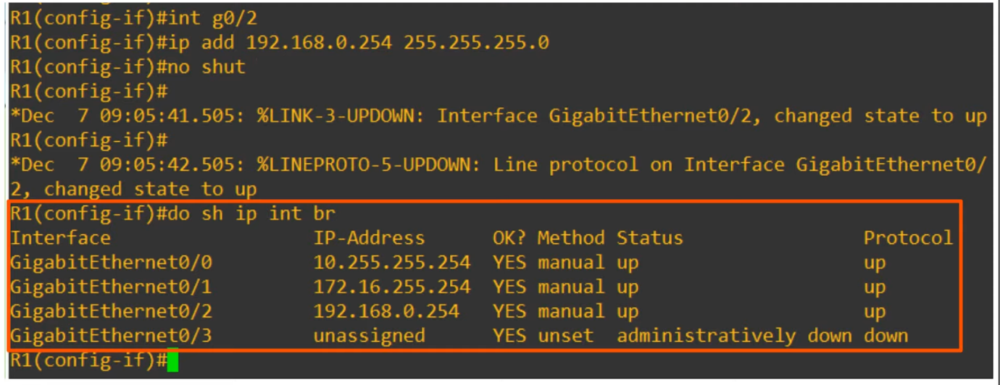 R1(config-if)#int g0/2
R1(config-if)#ip add 192.168.0.254 255.255.255.0
R1(config-if)#no shut
R1(config-if)#
*Dec  7 09:05:41.505: %LINK-3-UPDOWN: Interface GigabitEthernet0/2, changed state to up
R1(config-if)#
*Dec  7 09:05:42.505: %LINEPROTO-5-UPDOWN: Line protocol on Interface GigabitEthernet0/
2, changed state to up
R1(config-if)#do sh ip int br
Interface                  IP-Address      OK? Method Status                Protocol
GigabitEthernet0/0         10.255.255.254  YES manual up                    up
GigabitEthernet0/1         172.16.255.254  YES manual up                    up
GigabitEthernet0/2         192.168.0.254   YES manual up                    up
GigabitEthernet0/3         unassigned      YES unset  administratively down down
R1(config-if)#